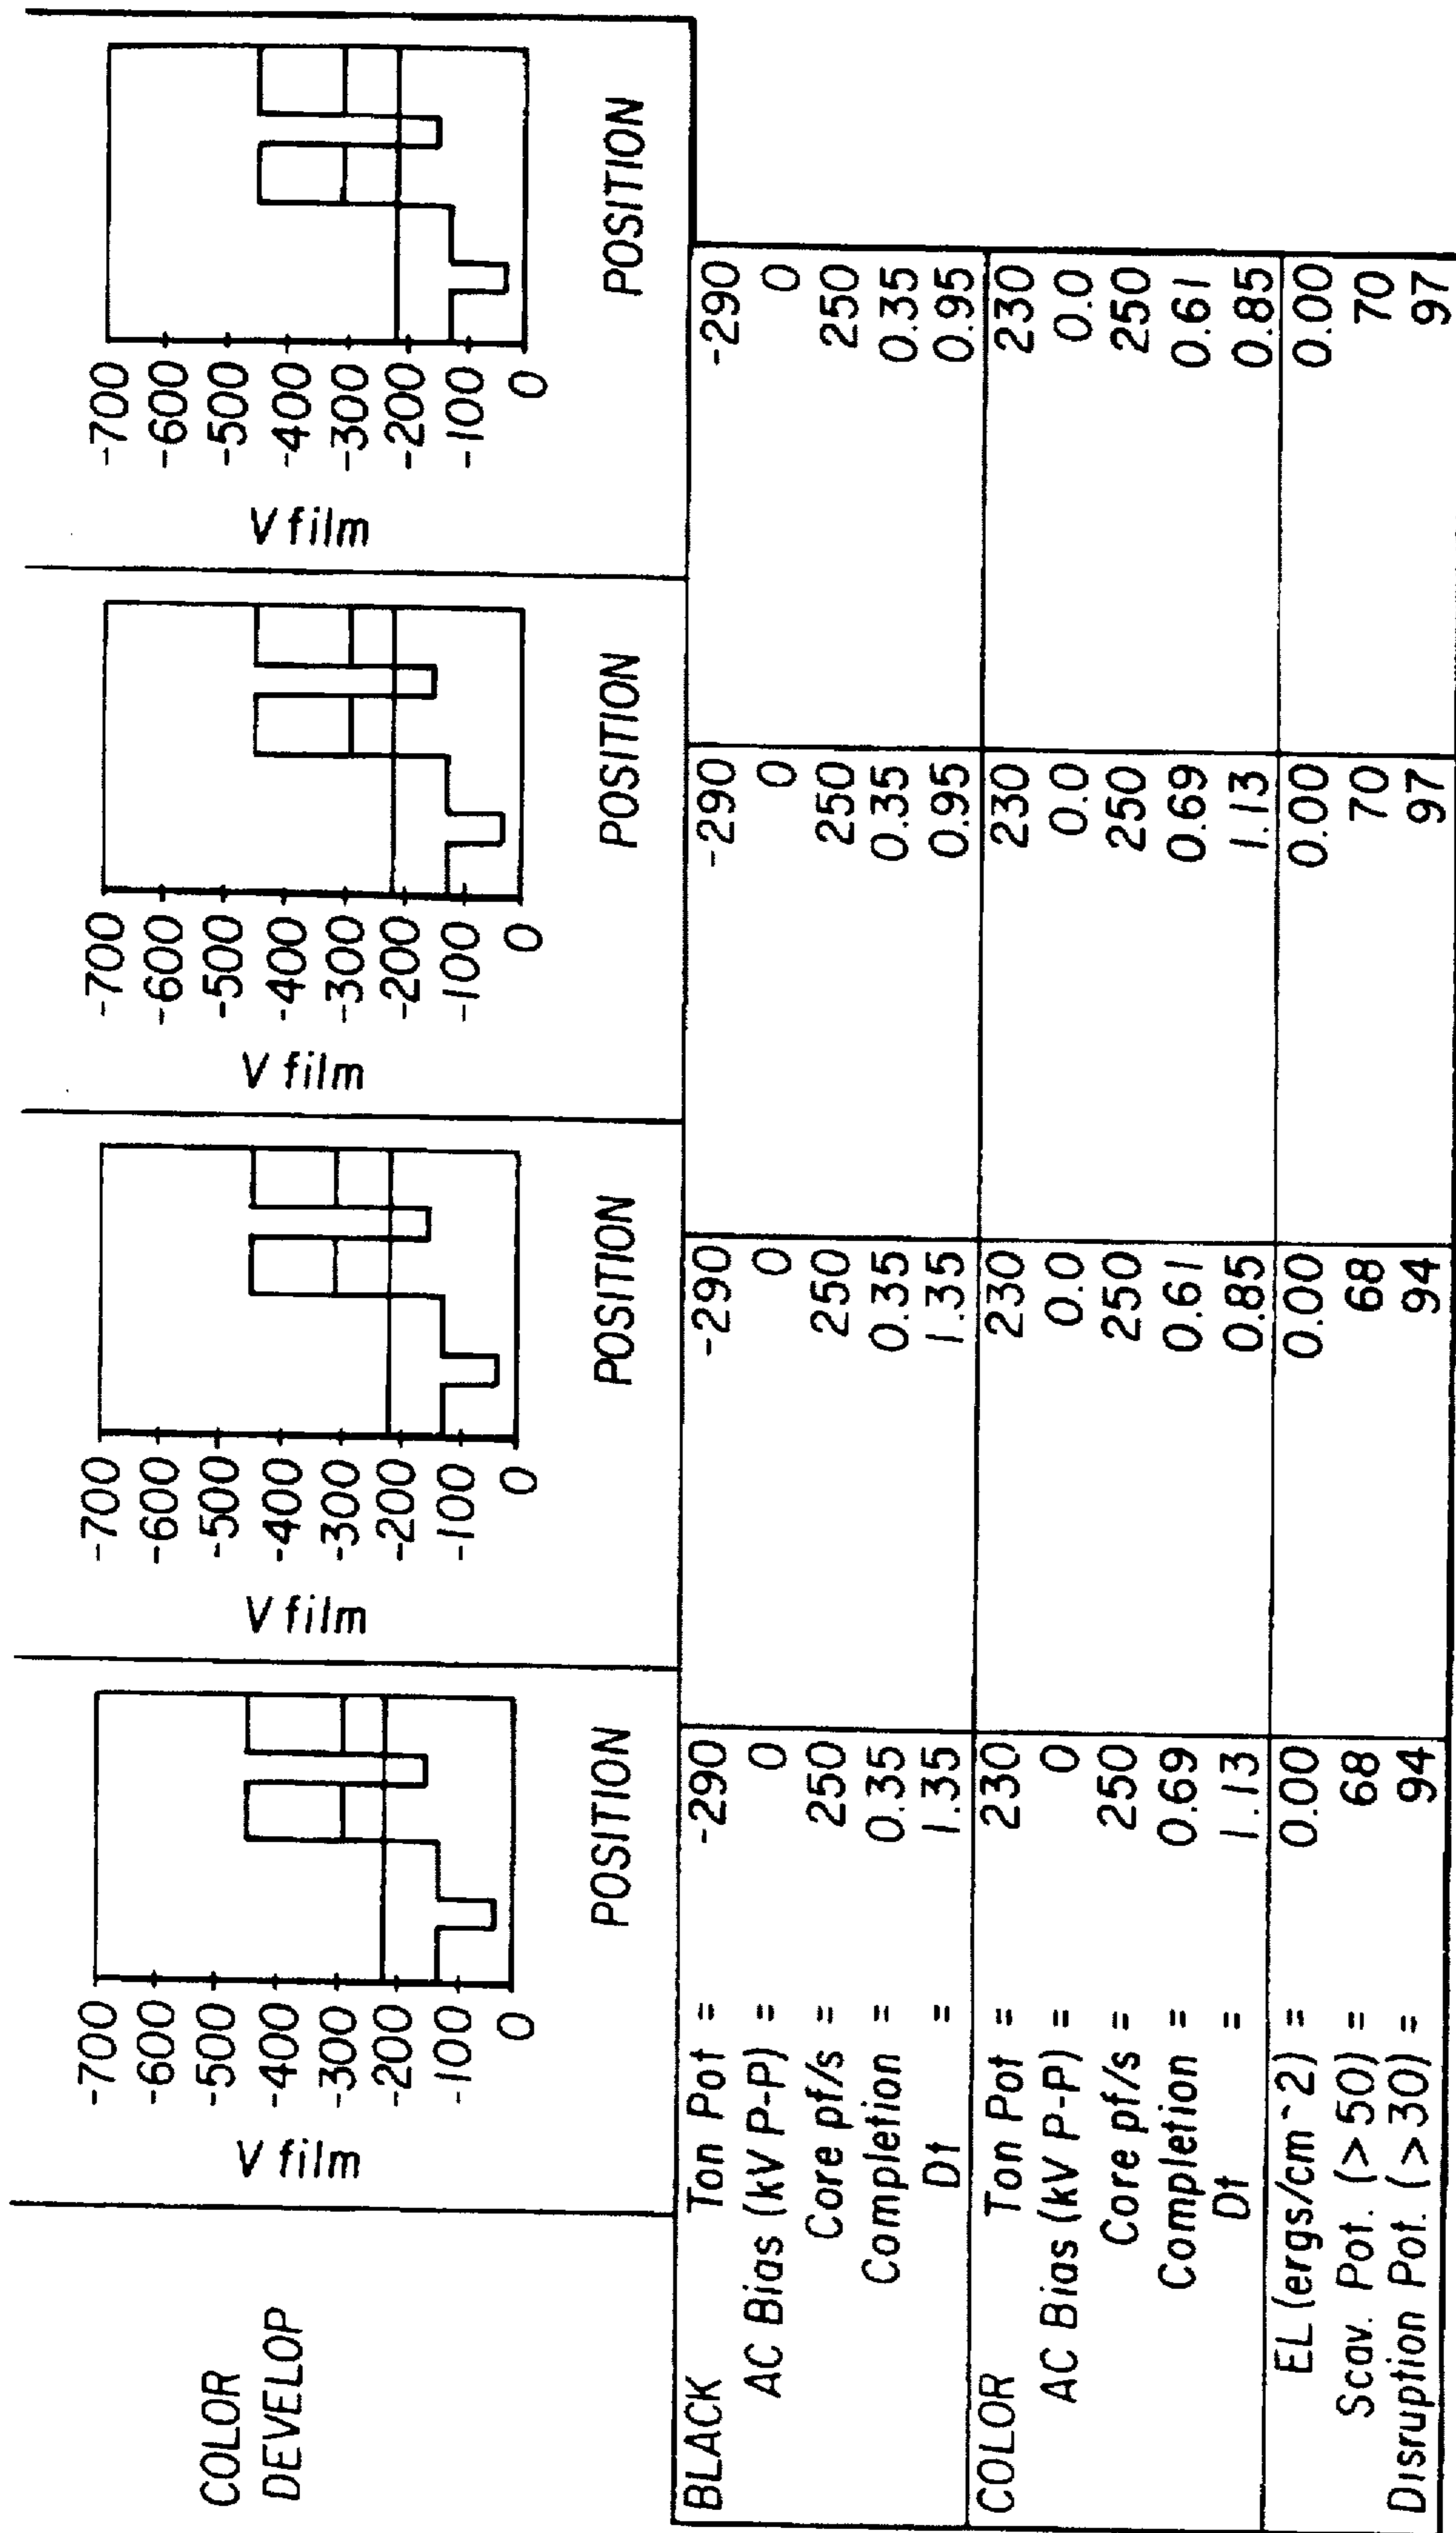 COLOR
DEVELOP
V film
-700
-600
-500
-400
-300
-200
-100
0
POSITION
V film
-700
-600
-500
-400
-300
-200
-100
0
POSITION
V film
-700
-600
-500
-400
-300
-200
-100
0
POSITION
V film
-700
-600
-500
-400
-300
-200
-100
0
POSITION
BLACK Ton Pot = -290 -290 -290 -290
AC Bias (kV P-P) = 0 0 0 0
Core pf/s = 250 250 250 250
Completion = 0.35 0.35 0.35 0.35
Dt = 1.35 1.35 0.95 0.95
COLOR Ton Pot = 230 230 230 230
AC Bias (kV P-P) = 0 0.0 0.0 0.0
Core pf/s = 250 250 250 250
Completion = 0.69 0.61 0.69 0.61
Dt = 1.13 0.85 1.13 0.85
EL (ergs/cm^2) = 0.00 0.00 0.00 0.00
Scav. Pot. (>50) = 68 68 70 70
Disruption Pot. (>30) = 94 94 97 97